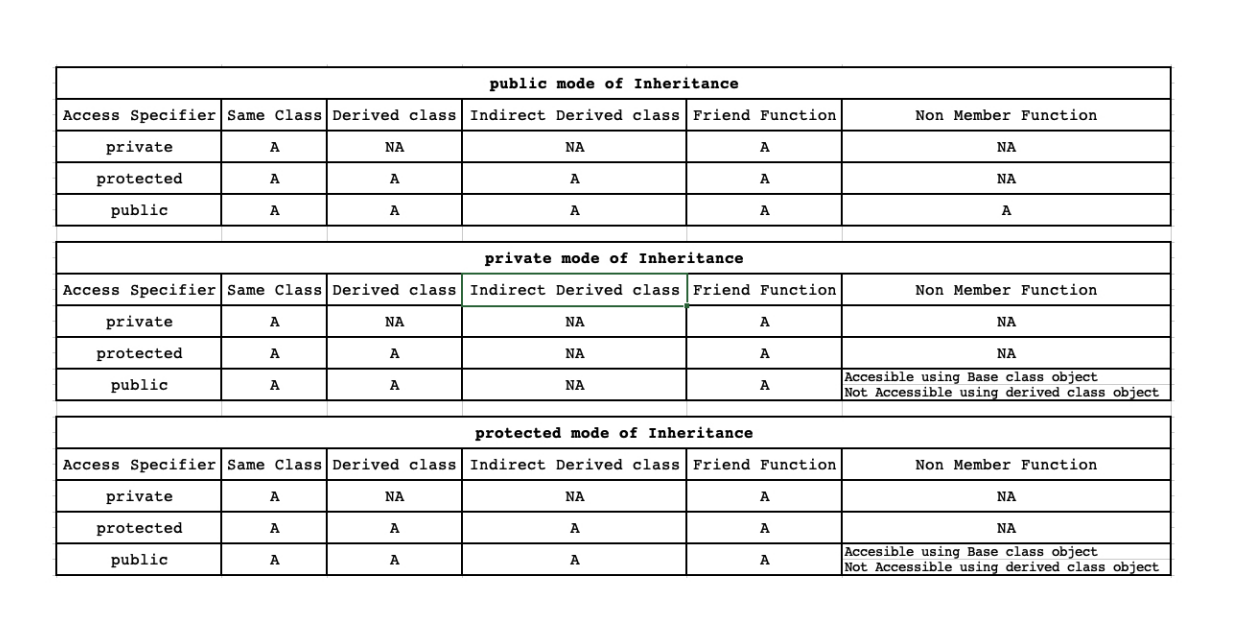 public mode of Inheritance
Access Specifier Same Class Derived class Indirect Derived class Friend Function Non Member Function
private A NA NA A NA
protected A A A A NA
public A A A A A
private mode of Inheritance
Access Specifier Same Class Derived class Indirect Derived class Friend Function Non Member Function
private A NA NA A NA
protected A A NA A NA
public A A NA A Accesible using Base class object
Not Accessible using derived class object
protected mode of Inheritance
Access Specifier Same Class Derived class Indirect Derived class Friend Function Non Member Function
private A NA NA A NA
protected A A A A NA
public A A A A Accesible using Base class object
Not Accessible using derived class object